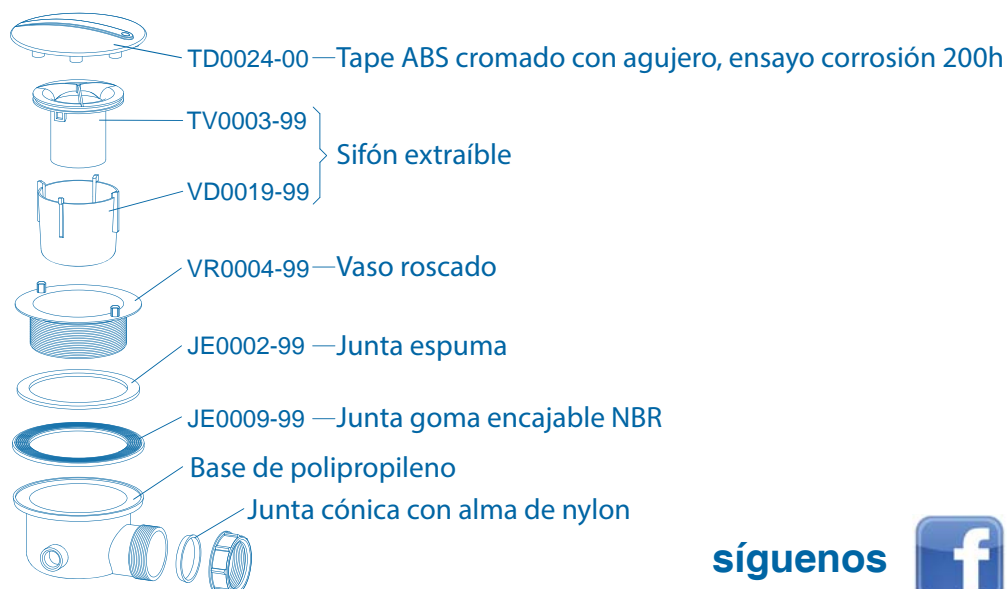 TD0024-00 Tape ABS cromado con agujero, ensayo corrosión 200h
TV0003-99
Sifón extraíble
VD0019-99
VR0004-99 Vaso roscado
JE0002-99 Junta espuma
JE0009-99 Junta goma encajable NBR
Base de polipropileno
Junta cónica con alma de nylon
síguenos
f